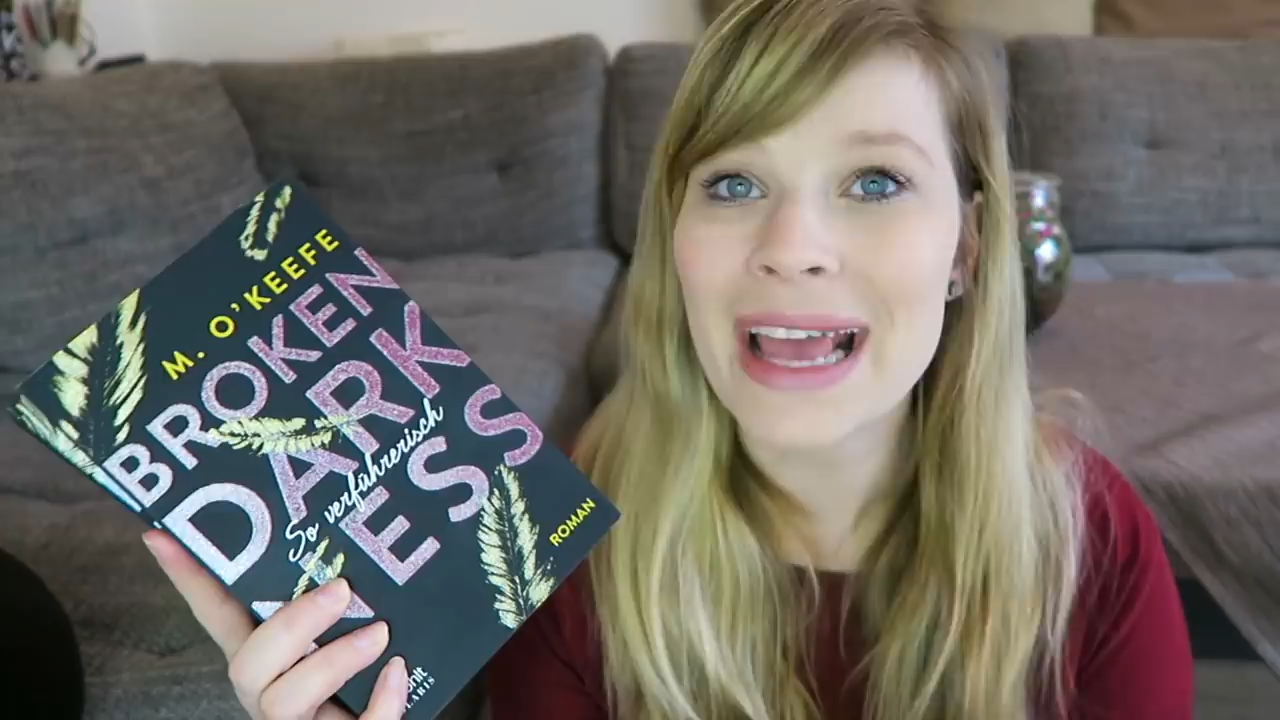 M. O'KEEFE
BROKEN
DARK
So verführerisch
NESS
ROMAN